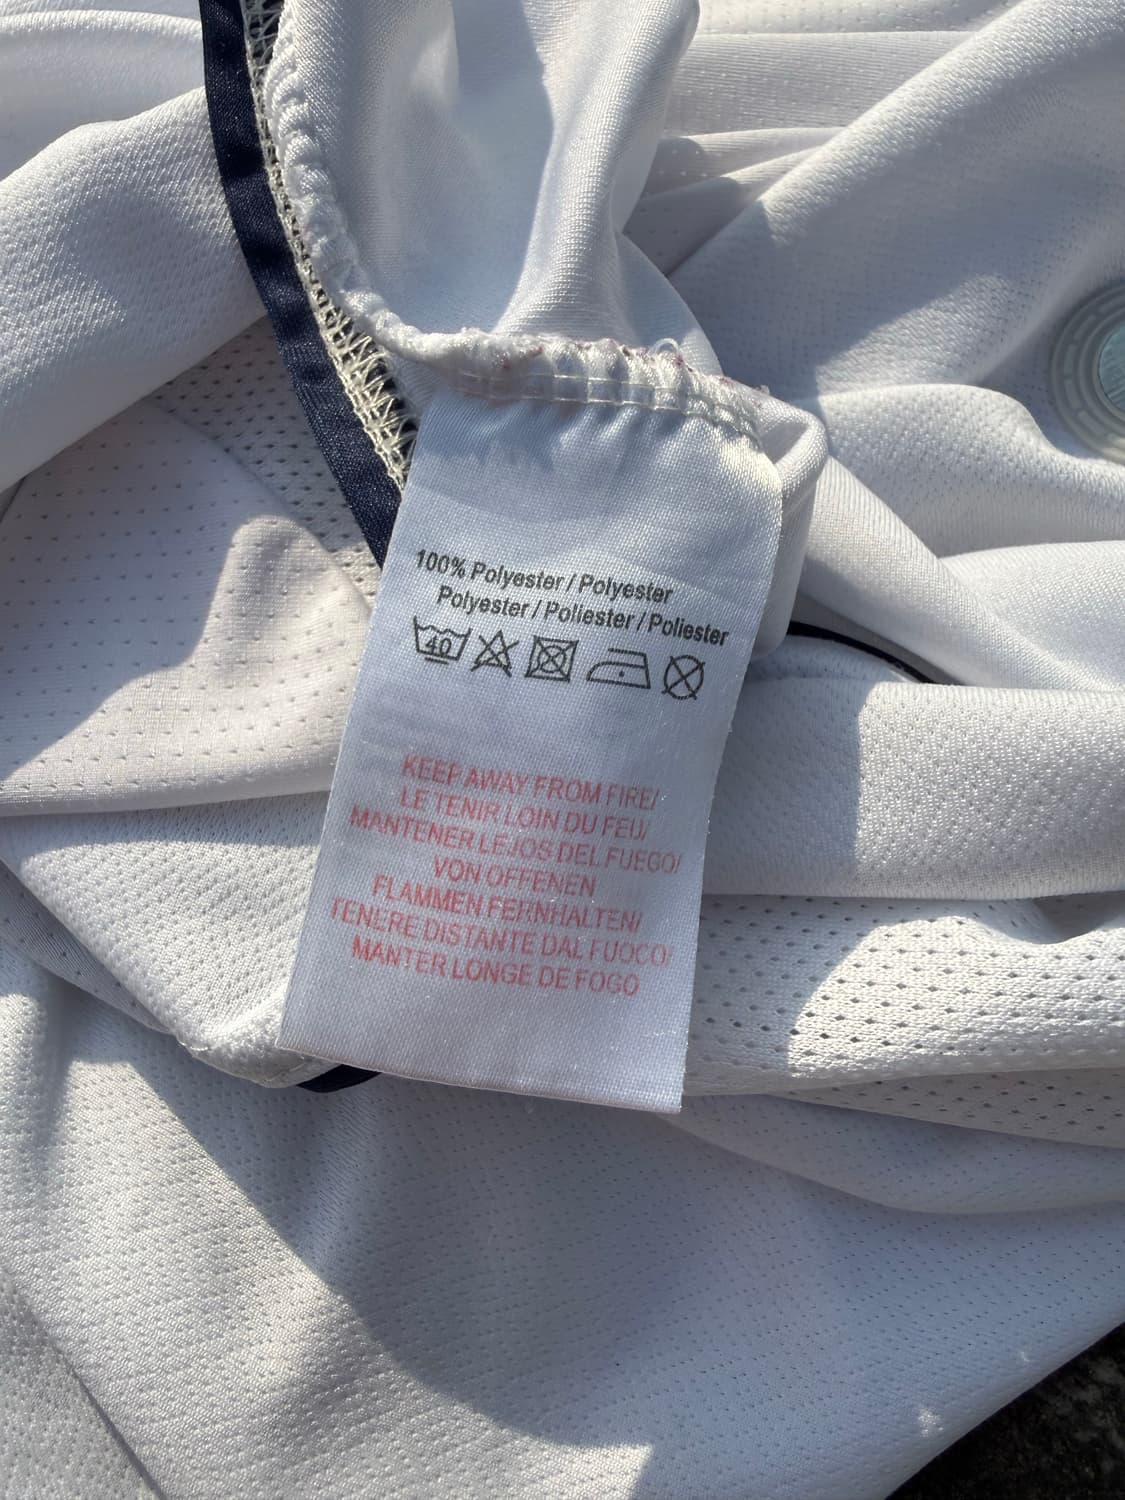 100% Polyester / Polyester
Polyester / Poliester / Poliester
40
KEEP AWAY FROM FIRE/
LE TENIR LOIN DU FEU/
MANTENER LEJOS DEL FUEGO/
VON OFFENEN
FLAMMEN FERNHALTEN/
TENERE DISTANTE DAL FUOCO/
MANTER LONGE DE FOGO